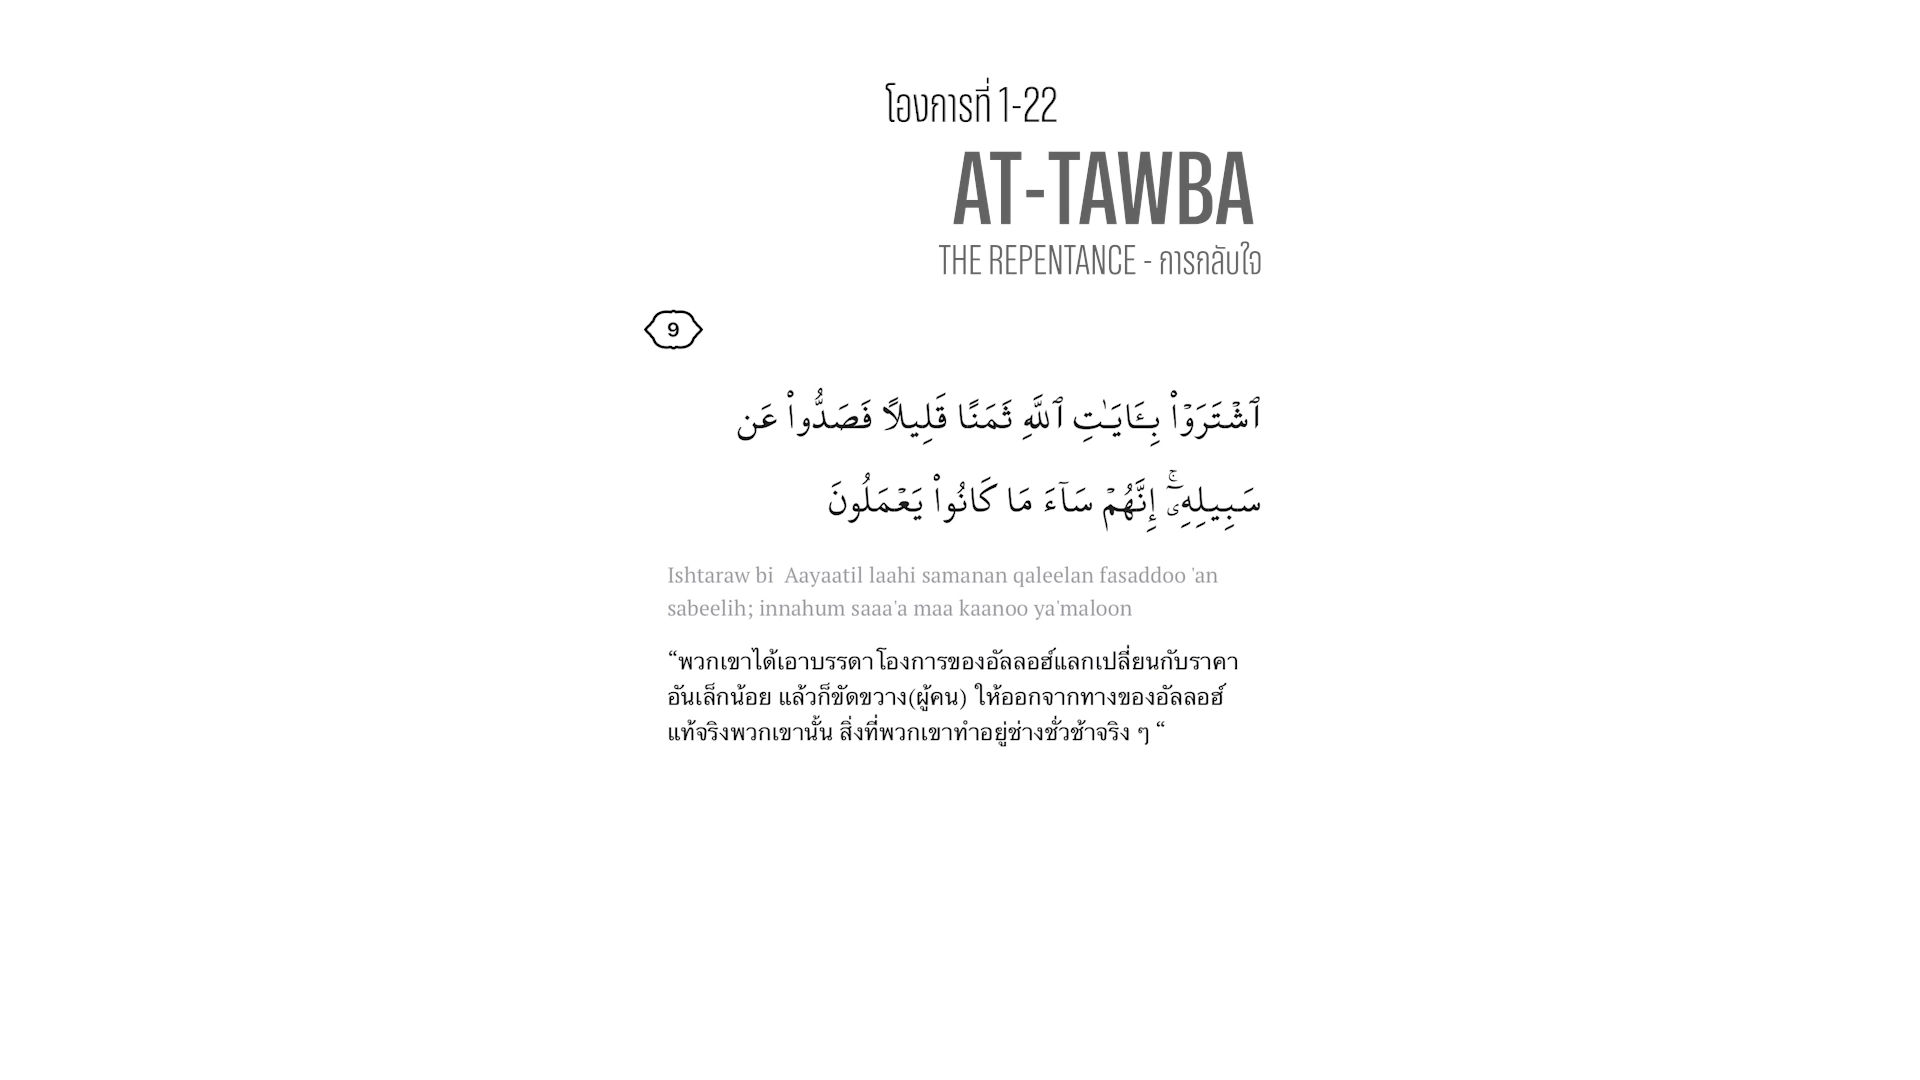 โองการที่ 1-22
AT-TAWBA
THE REPENTANCE - การกลับใจ
9
ٱشْتَرَوْا۟ بِـَٔايَـٰتِ ٱللَّهِ ثَمَنًا قَلِيلًا فَصَدُّوا۟ عَن
سَبِيلِهِۦٓ ۚ إِنَّهُمْ سَآءَ مَا كَانُوا۟ يَعْمَلُونَ
Ishtaraw bi  Aayaatil laahi samanan qaleelan fasaddoo 'an
sabeelih; innahum saaa'a maa kaanoo ya'maloon
“พวกเขาได้เอาบรรดาโองการของอัลลอฮ์แลกเปลี่ยนกับราคา
อันเล็กน้อย แล้วก็ขัดขวาง(ผู้คน) ให้ออกจากทางของอัลลอฮ์
แท้จริงพวกเขานั้น สิ่งที่พวกเขาทำอยู่ช่างชั่วช้าจริง ๆ “